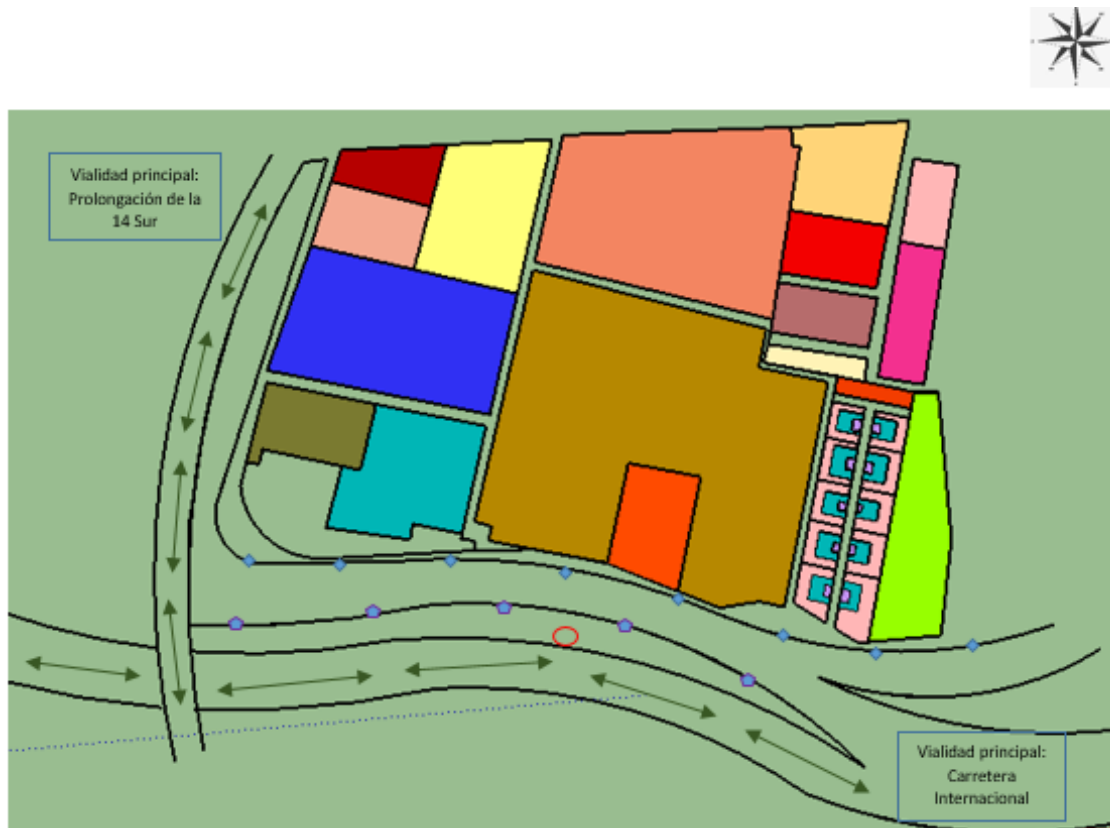 Vialidad principal:
Prolongación de la
14 Sur
Vialidad principal:
Carretera
Internacional